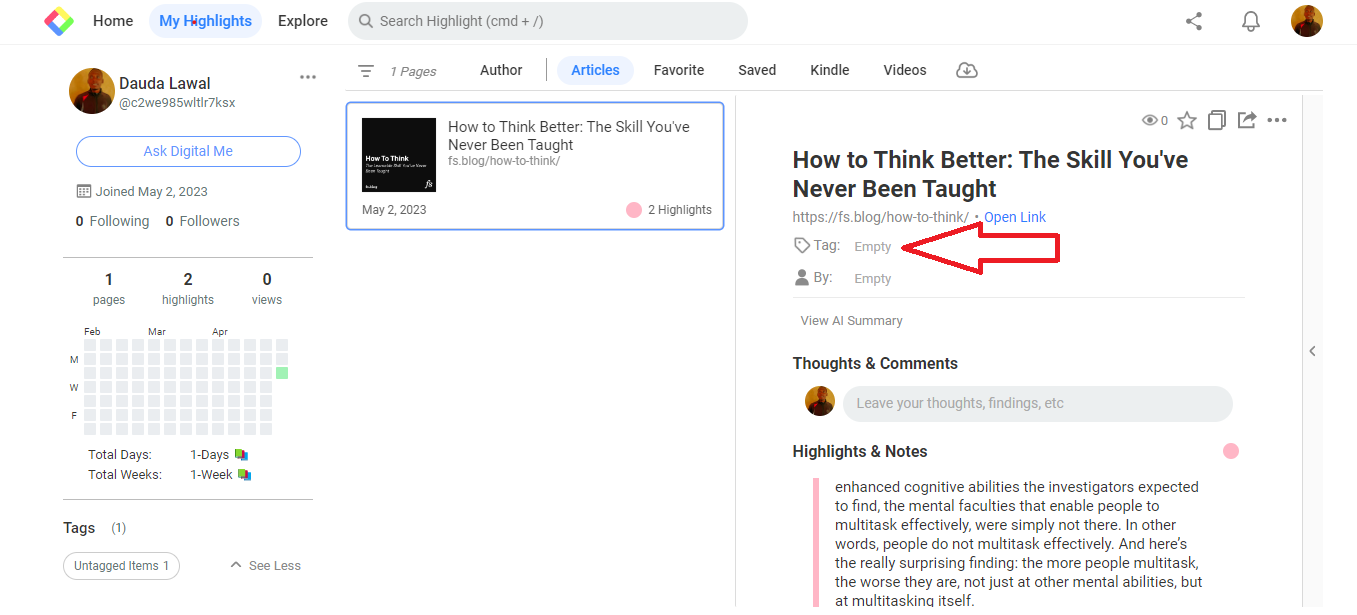 Home My Highlights Explore Search Highlight (cmd + /)
Dauda Lawal
@c2we985wltlr7ksx
Ask Digital Me
Joined May 2, 2023
0 Following 0 Followers
1 2 0
pages highlights views
Feb Mar Apr
M
W
F
Total Days: 1-Days
Total Weeks: 1-Week
Tags (1)
Untagged Items 1 See Less
1 Pages Author Articles Favorite Saved Kindle Videos
How To Think
fs
How to Think Better: The Skill You've
Never Been Taught
fs.blog/how-to-think/
May 2, 2023 2 Highlights
0
How to Think Better: The Skill You've
Never Been Taught
https://fs.blog/how-to-think/ • Open Link
Tag: Empty
By: Empty
View AI Summary
Thoughts & Comments
Leave your thoughts, findings, etc
Highlights & Notes
enhanced cognitive abilities the investigators expected
to find, the mental faculties that enable people to
multitask effectively, were simply not there. In other
words, people do not multitask effectively. And here's
the really surprising finding: the more people multitask,
the worse they are, not just at other mental abilities, but
at multitasking itself.